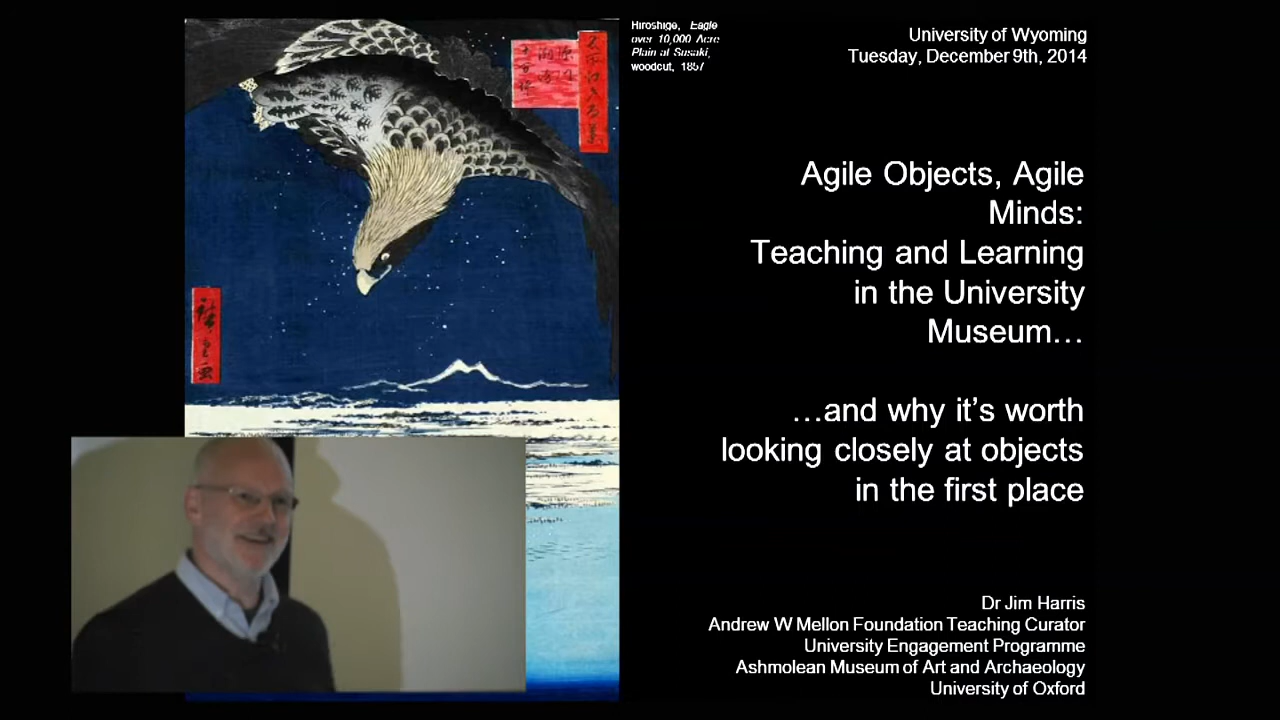 Hiroshige, Eagle
over 10,000 Acre
Plain at Susaki,
woodcut, 1857
University of Wyoming
Tuesday, December 9th, 2014
Agile Objects, Agile
Minds:
Teaching and Learning
in the University
Museum…
…and why it’s worth
looking closely at objects
in the first place
Dr Jim Harris
Andrew W Mellon Foundation Teaching Curator
University Engagement Programme
Ashmolean Museum of Art and Archaeology
University of Oxford